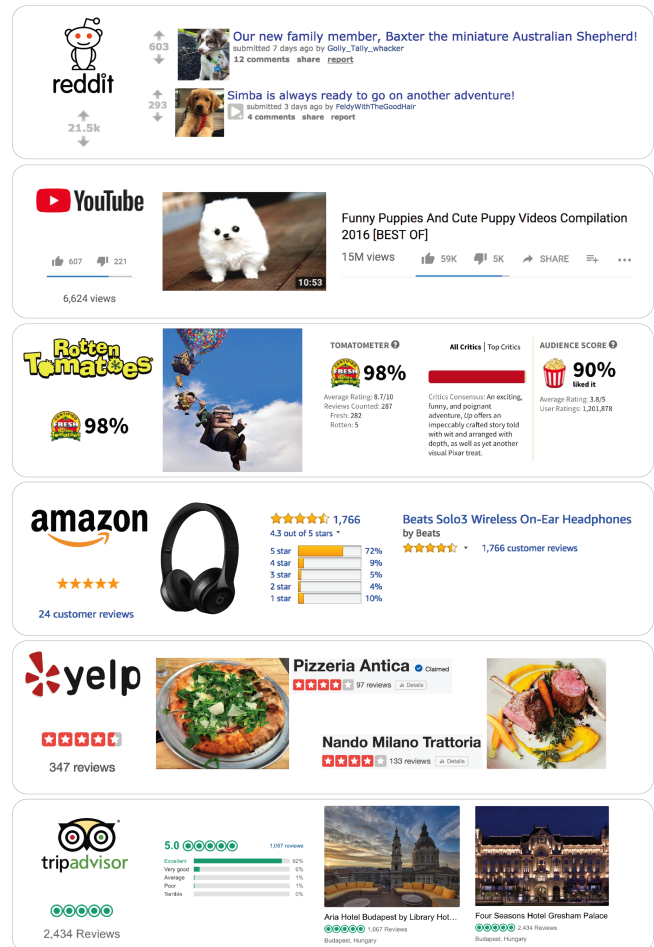 reddit
21.5k
603
Our new family member, Baxter the miniature Australian Shepherd!
submitted 7 days ago by Golly_Tally_whacker
12 comments share report
293
Simba is always ready to go on another adventure!
submitted 3 days ago by FeldyWithTheGoodHair
4 comments share report
YouTube
607 221
6,624 views
10:53
Funny Puppies And Cute Puppy Videos Compilation
2016 [BEST OF]
15M views 59K 5K SHARE
Rotten
Tomatoes
CERTIFIED
FRESH
98%
TOMATOMETER
CERTIFIED
FRESH
98%
Average Rating: 8.7/10
Reviews Counted: 287
Fresh: 282
Rotten: 5
All Critics | Top Critics
Critics Consensus: An exciting,
funny, and poignant
adventure, Up offers an
impeccably crafted story told
with wit and arranged with
depth, as well as yet another
visual Pixar treat.
AUDIENCE SCORE
90%
liked it
Average Rating: 3.8/5
User Ratings: 1,201,878
amazon
24 customer reviews
1,766
4.3 out of 5 stars
5 star 72%
4 star 9%
3 star 5%
2 star 4%
1 star 10%
Beats Solo3 Wireless On-Ear Headphones
by Beats
1,766 customer reviews
yelp
347 reviews
Pizzeria Antica Claimed
97 reviews Details
Nando Milano Trattoria
133 reviews Details
tripadvisor
2,434 Reviews
5.0 1,097 reviews
Excellent 92%
Very good 6%
Average 1%
Poor 1%
Terrible 0%
Aria Hotel Budapest by Library Hot...
1,067 Reviews
Budapest, Hungary
Four Seasons Hotel Gresham Palace
2,434 Reviews
Budapest, Hungary